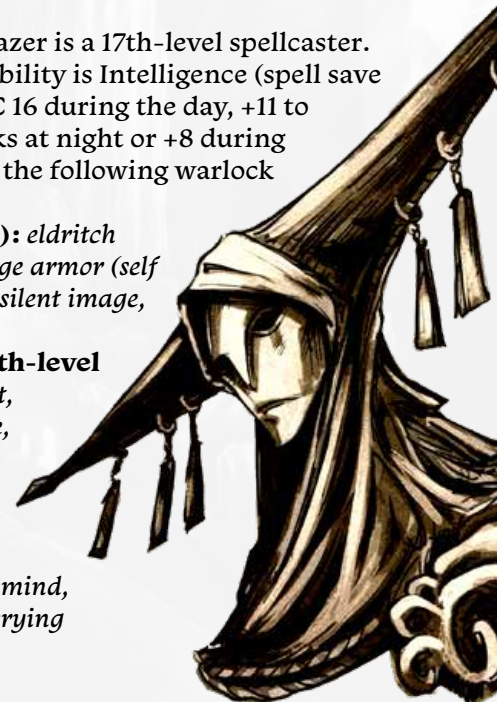 azer is a 17th-level spellcaster.
bility is Intelligence (spell save
C 16 during the day, +11 to
ks at night or +8 during
the following warlock
): eldritch
ge armor (self
silent image,
th-level
t,
e,
mind,
rying